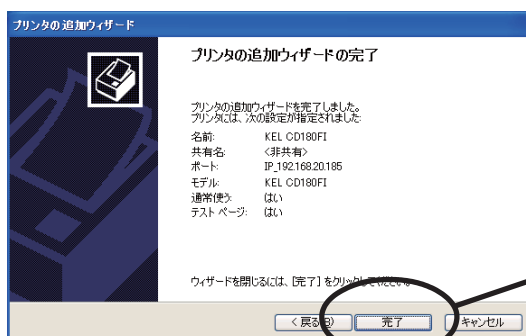 プリンタの追加ウィザード
プリンタの追加ウィザードの完了
プリンタの追加ウィザードを完了しました。
プリンタには、次の設定が指定されました:
名前: KEL CD180FI
共有名: <非共有>
ポート: IP_192.168.20.185
モデル: KEL CD180FI
通常使う: はい
テスト ページ: はい
ウィザードを閉じるには、[完了] をクリックしてください。
< 戻る(B) 完了 キャンセル